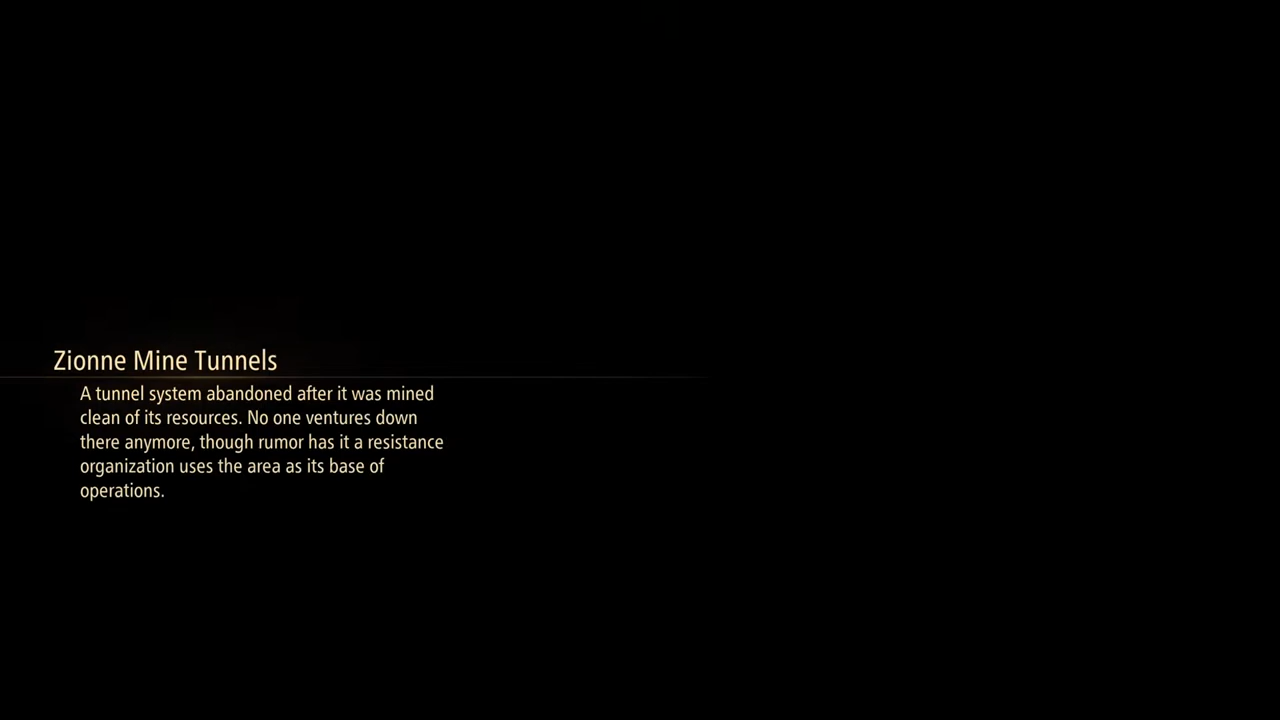 Zionne Mine Tunnels
A tunnel system abandoned after it was mined
clean of its resources. No one ventures down
there anymore, though rumor has it a resistance
organization uses the area as its base of
operations.